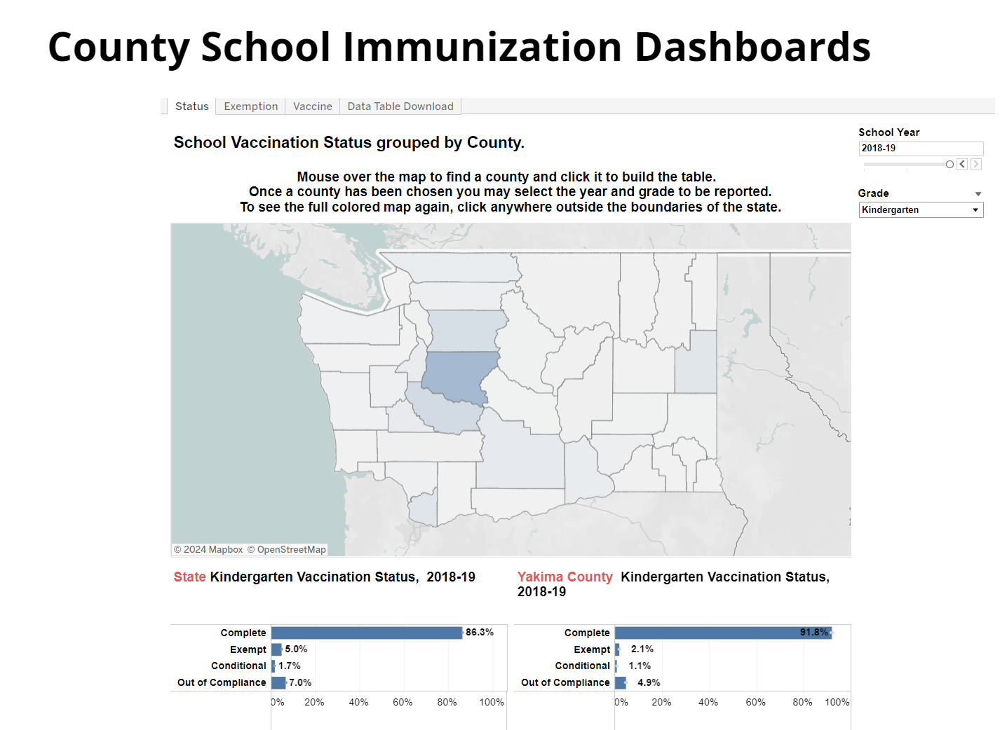 County School Immunization Dashboards
Status Exemption Vaccine Data Table Download
School Vaccination Status grouped by County.
School Year
2018-19
Mouse over the map to find a county and click it to build the table.
Once a county has been chosen you may select the year and grade to be reported.
To see the full colored map again, click anywhere outside the boundaries of the state.
Grade
Kindergarten
© 2024 Mapbox © OpenStreetMap
State Kindergarten Vaccination Status, 2018-19
Complete 86.3%
Exempt 5.0%
Conditional 1.7%
Out of Compliance 7.0%
0% 20% 40% 60% 80% 100%
Yakima County Kindergarten Vaccination Status,
2018-19
Complete 91.8%
Exempt 2.1%
Conditional 1.1%
Out of Compliance 4.9%
0% 20% 40% 60% 80% 100%